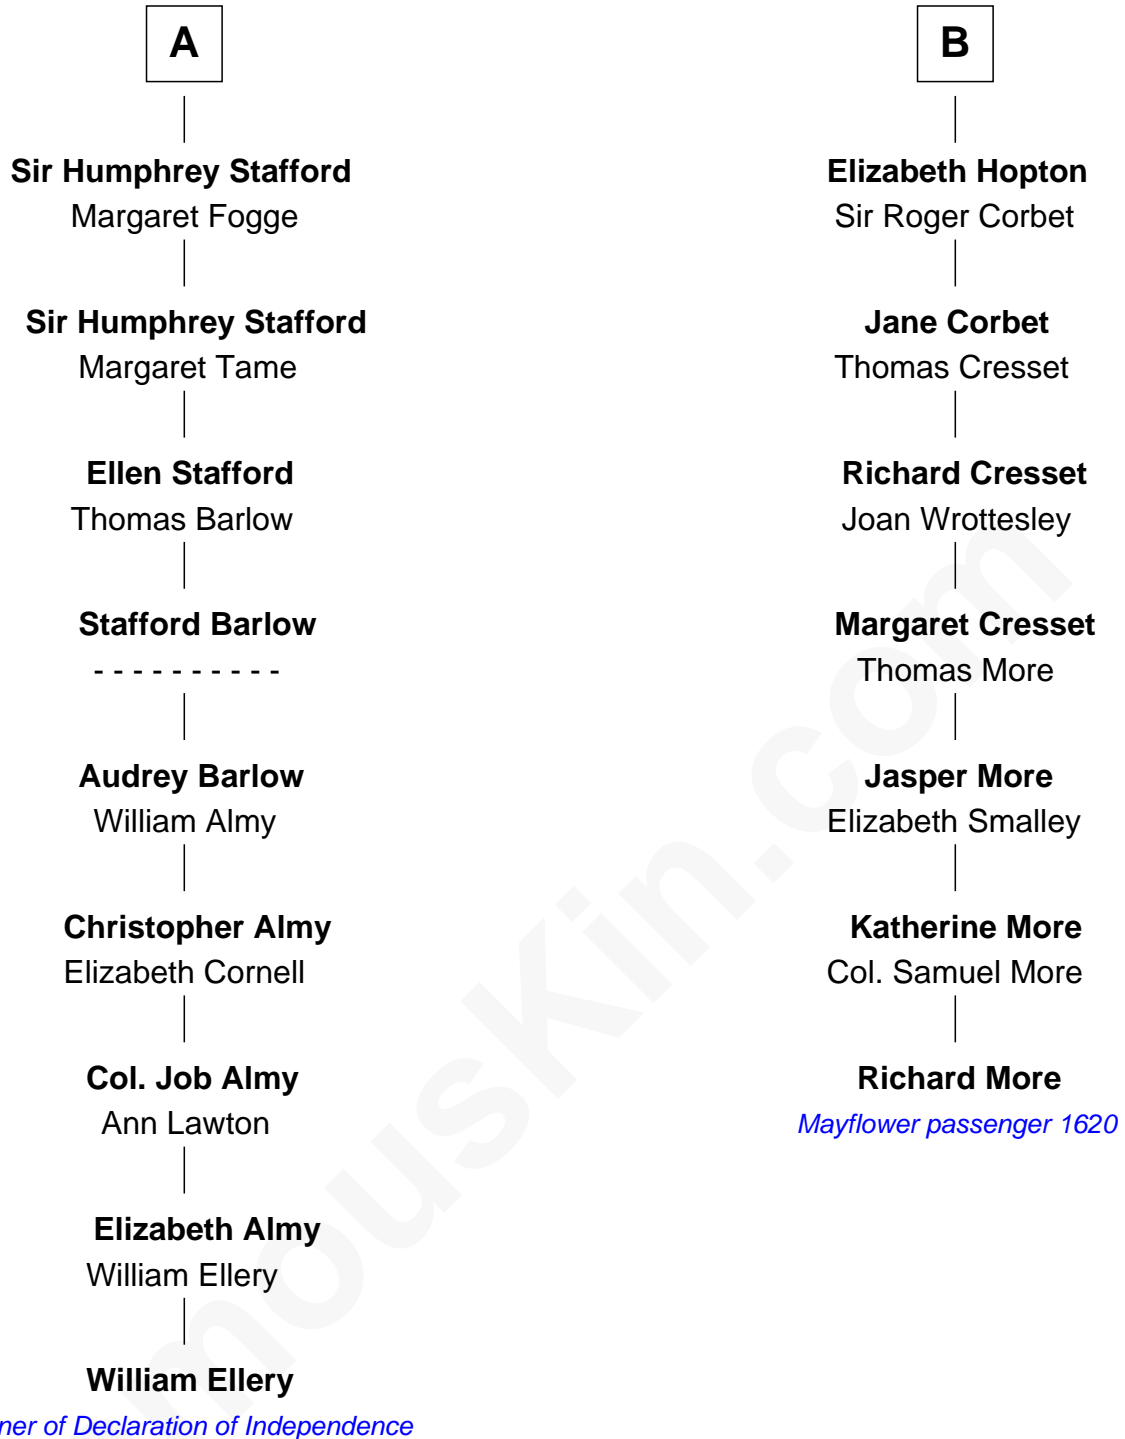 A
Sir Humphrey Stafford
Margaret Fogge
Sir Humphrey Stafford
Margaret Tame
Ellen Stafford
Thomas Barlow
Stafford Barlow
- - - - - - - - - -
Audrey Barlow
William Almy
Christopher Almy
Elizabeth Cornell
Col. Job Almy
Ann Lawton
Elizabeth Almy
William Ellery
William Ellery
of Declaration of Independence
B
Elizabeth Hopton
Sir Roger Corbet
Jane Corbet
Thomas Cresset
Richard Cresset
Joan Wrottesley
Margaret Cresset
Thomas More
Jasper More
Elizabeth Smalley
Katherine More
Col. Samuel More
Richard More
Mayflower passenger 1620
mousKin.com